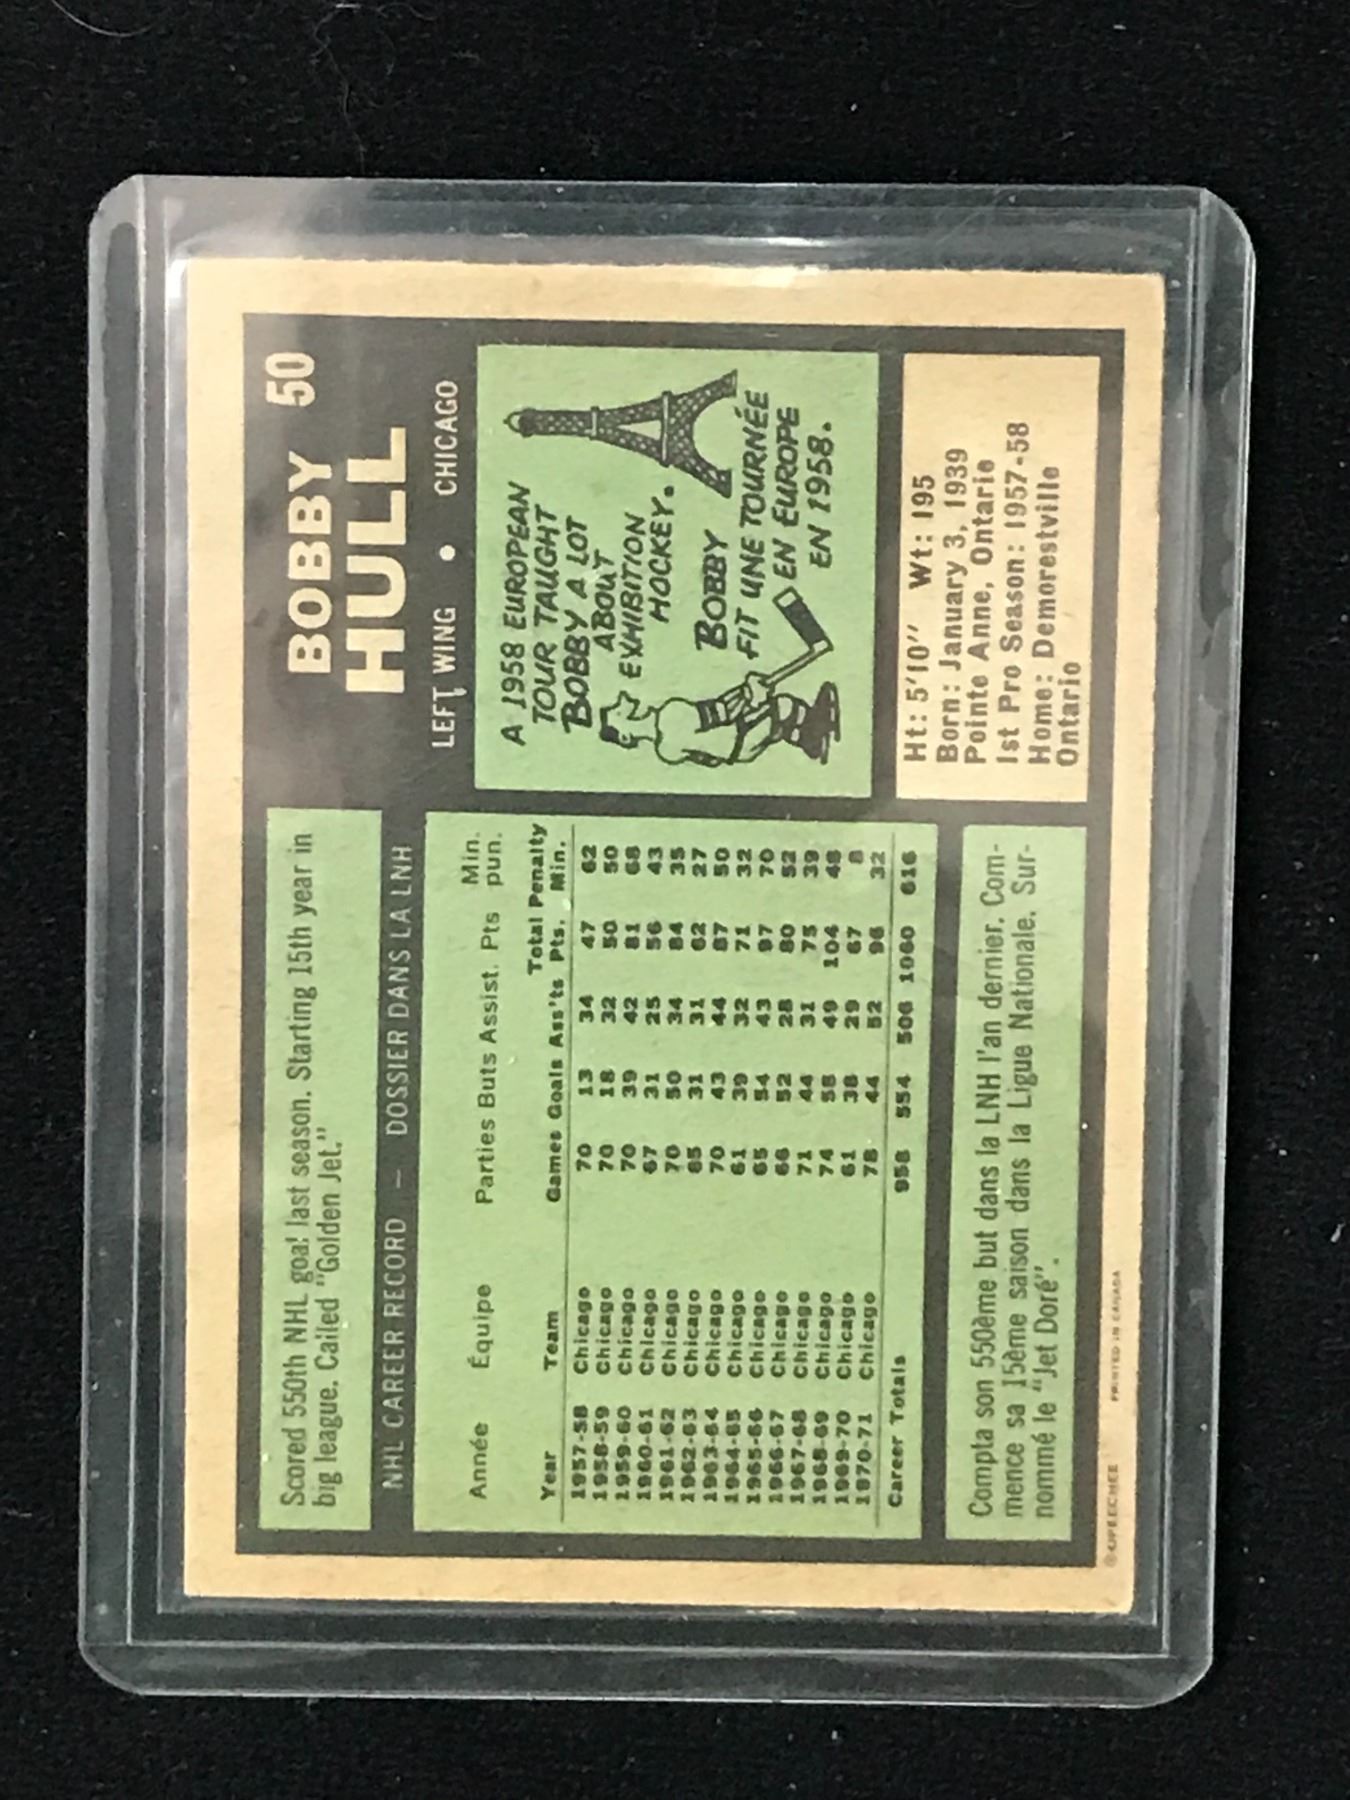 Scored 550th NHL goal last season. Starting 15th year in
big league. Called "Golden Jet."
BOBBY 50
HULL
LEFT WING • CHICAGO
NHL CAREER RECORD – DOSSIER DANS LA LNH
Année Équipe Parties Buts Assist. Pts Min. pun.
Year Team Games Goals Ass'ts Total Pts. Penalty Min.
1957-58 Chicago 70 13 34 47 62
1958-59 Chicago 70 18 32 50 50
1959-60 Chicago 70 39 42 81 68
1960-61 Chicago 67 31 25 56 43
1961-62 Chicago 70 50 34 84 35
1962-63 Chicago 65 31 31 62 27
1963-64 Chicago 70 43 44 87 50
1964-65 Chicago 61 39 32 71 32
1965-66 Chicago 65 54 43 97 70
1966-67 Chicago 66 52 28 80 52
1967-68 Chicago 71 44 31 75 39
1968-69 Chicago 74 58 49 104 48
1969-70 Chicago 61 38 29 67 8
1970-71 Chicago 78 44 52 96 32
Career Totals 958 554 506 1060 616
A 1958 EUROPEAN
TOUR TAUGHT
BOBBY A LOT
ABOUT
EXHIBITION
HOCKEY.
BOBBY
FIT UNE TOURNÉE
EN EUROPE
EN 1958.
Ht: 5'10" Wt: 195
Born: January 3, 1939
Pointe Anne, Ontario
1st Pro Season: 1957-58
Home: Demorestville
Ontario
Compta son 550ème but dans la LNH l'an dernier. Com-
mence sa 15ème saison dans la Ligue Nationale. Sur-
nommé le "Jet Doré".
© O-PEE-CHEE PRINTED IN CANADA